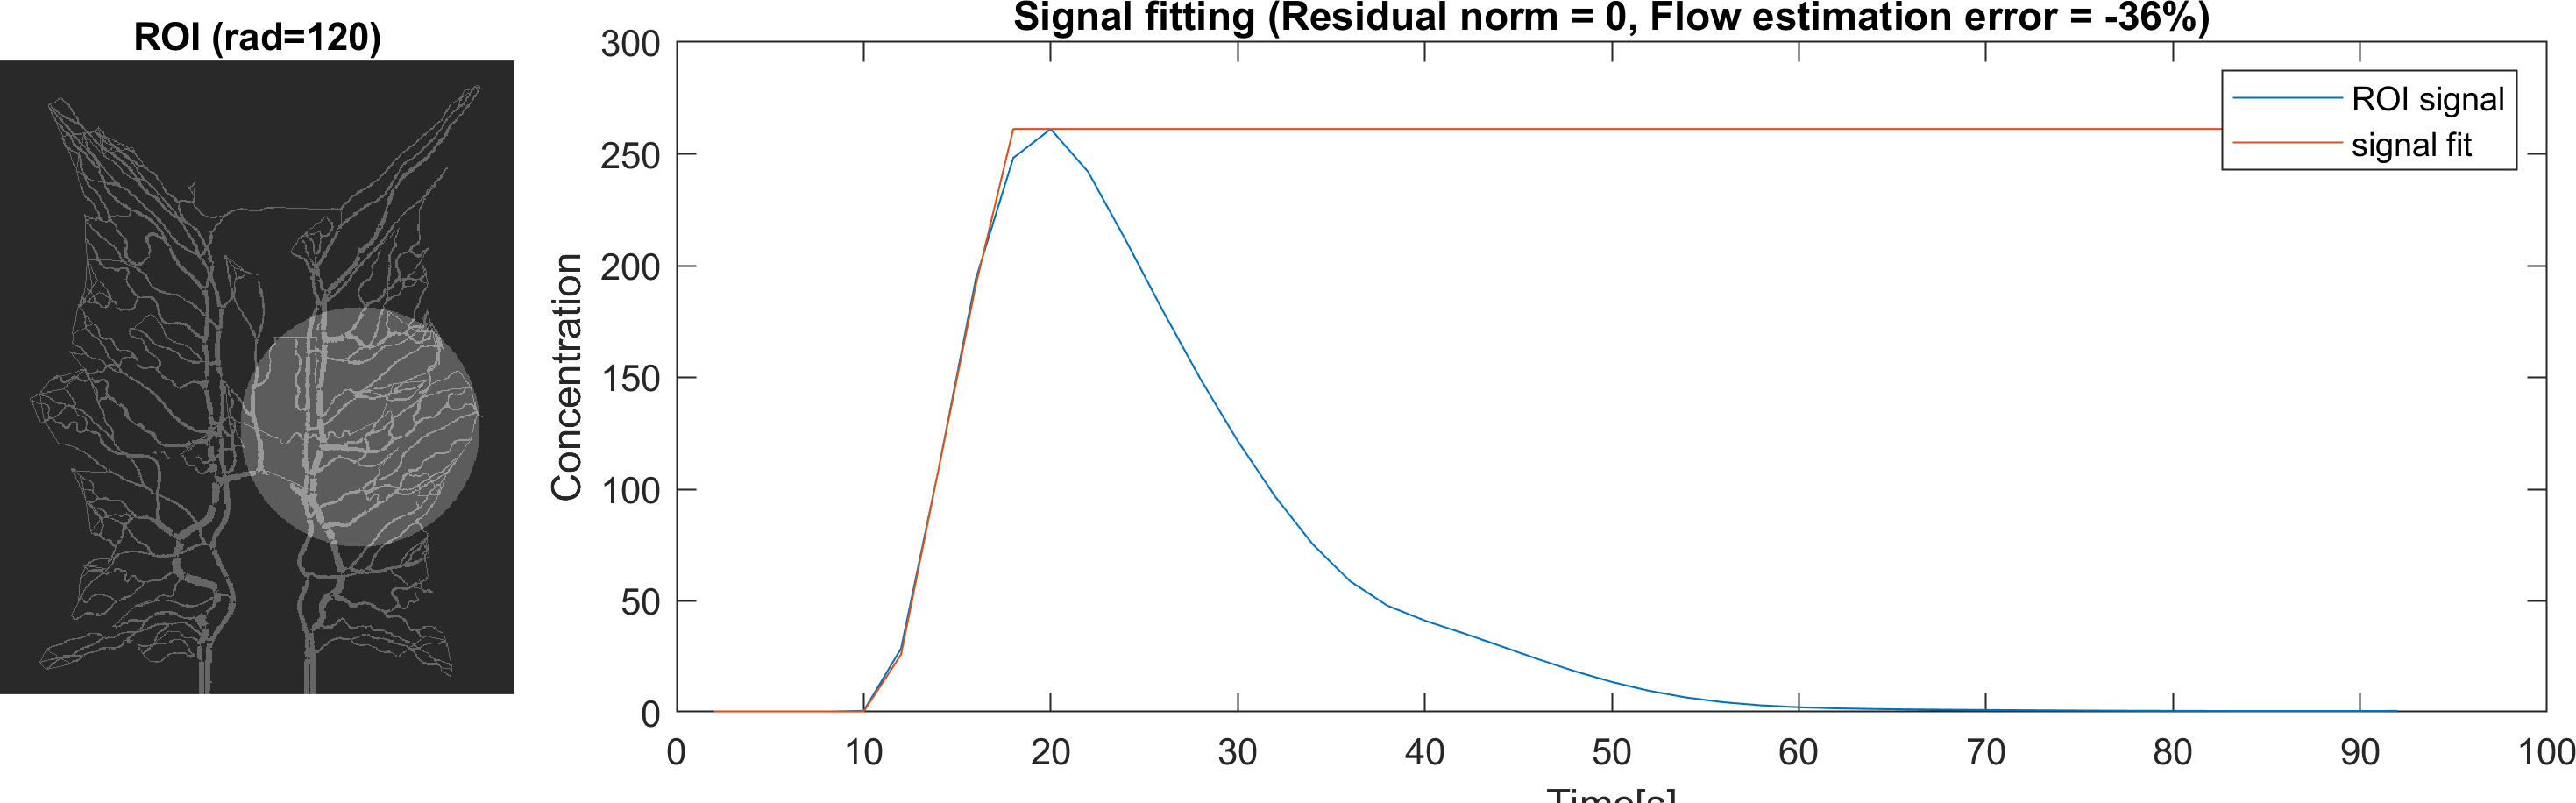 ROI (rad=120)
Signal fitting (Residual norm = 0, Flow estimation error = -36%)
300
250
200
150
100
50
0
Concentration
ROI signal
signal fit
0 10 20 30 40 50 60 70 80 90 100
Time[s]